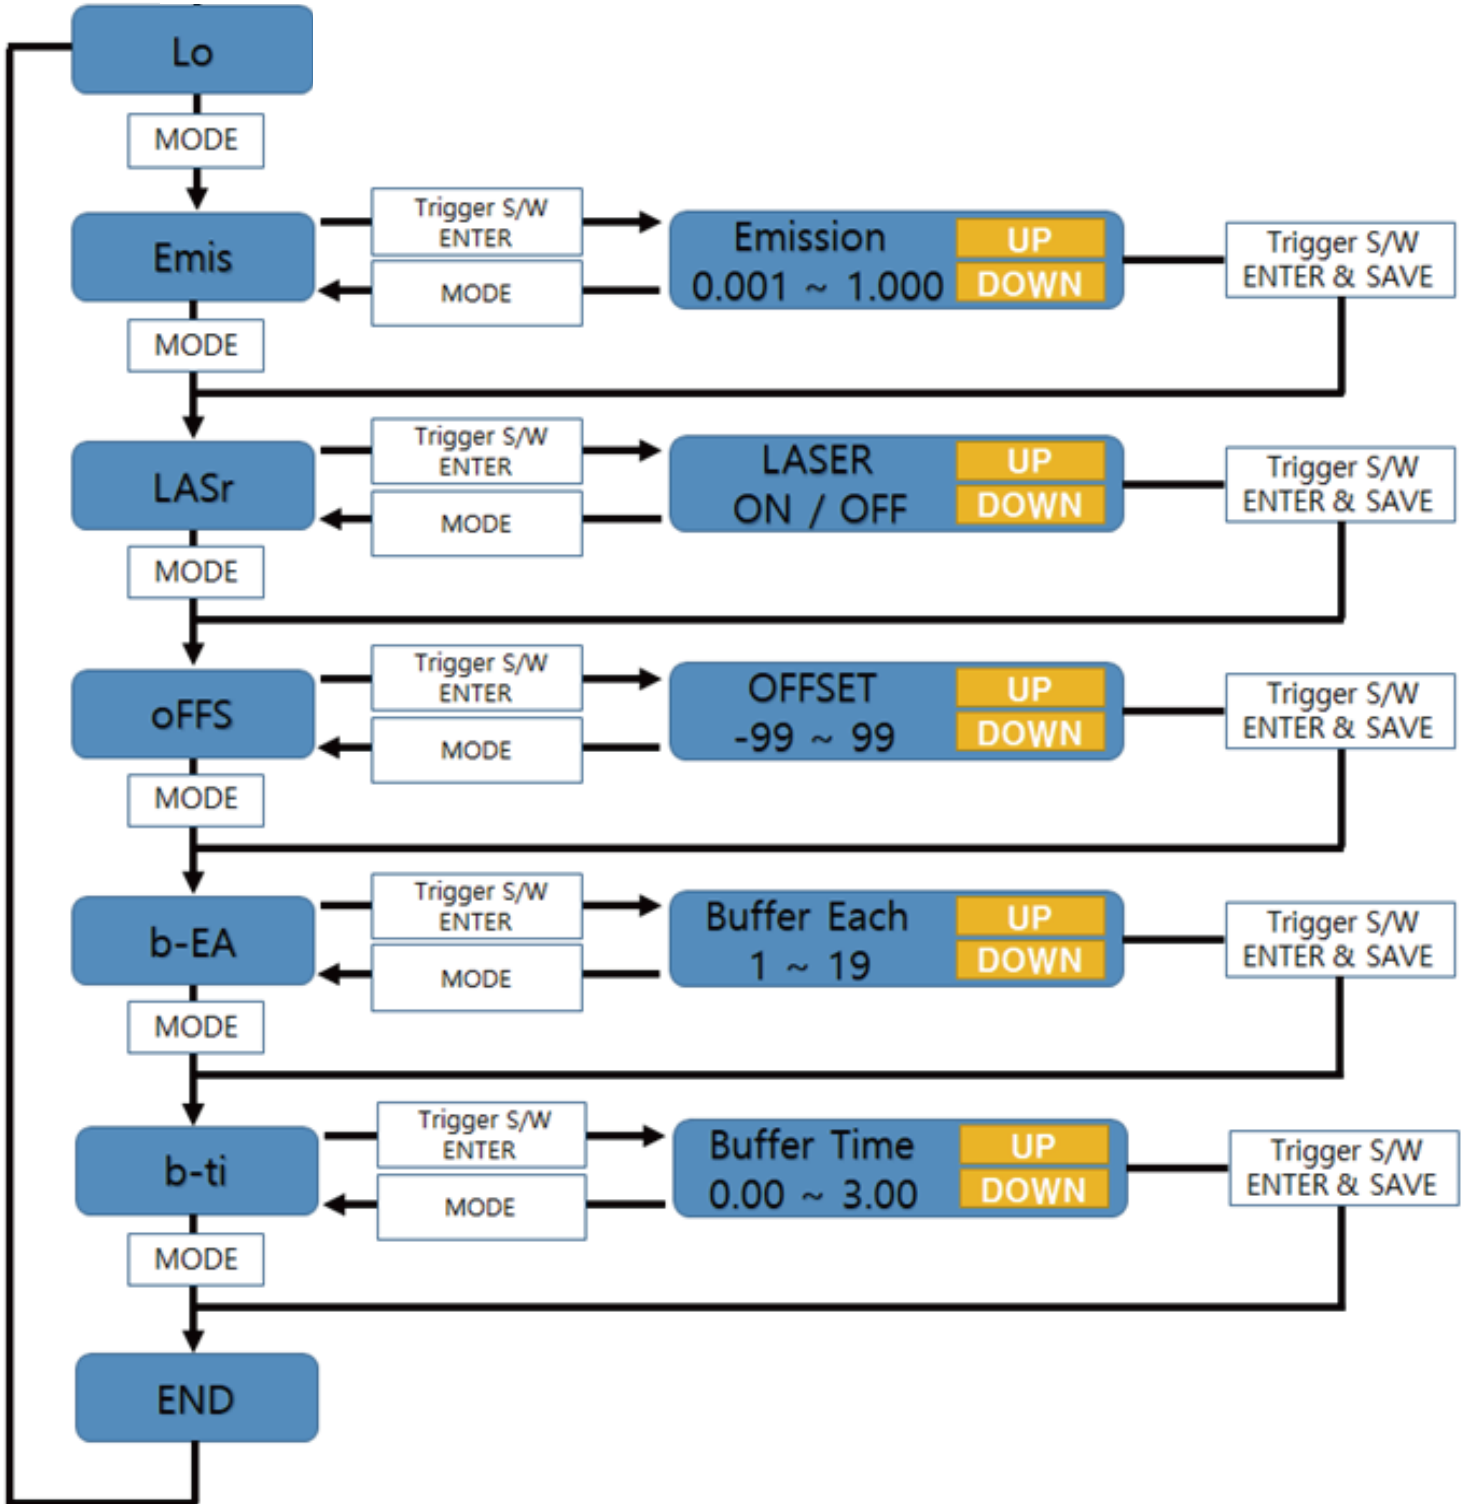 Lo
MODE
Emis
Trigger S/W
ENTER
MODE
Emission
0.001 ~ 1.000
UP
DOWN
Trigger S/W
ENTER & SAVE
MODE
LASr
Trigger S/W
ENTER
MODE
LASER
ON / OFF
UP
DOWN
Trigger S/W
ENTER & SAVE
MODE
oFFS
Trigger S/W
ENTER
MODE
OFFSET
-99 ~ 99
UP
DOWN
Trigger S/W
ENTER & SAVE
MODE
b-EA
Trigger S/W
ENTER
MODE
Buffer Each
1 ~ 19
UP
DOWN
Trigger S/W
ENTER & SAVE
MODE
b-ti
Trigger S/W
ENTER
MODE
Buffer Time
0.00 ~ 3.00
UP
DOWN
Trigger S/W
ENTER & SAVE
MODE
END